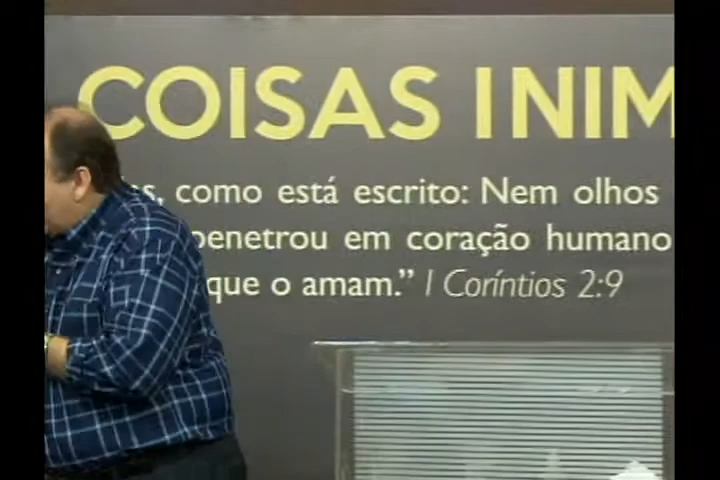 COISAS INIM
como está escrito: Nem olhos
penetrou em coração humano
que o amam.” I Coríntios 2:9